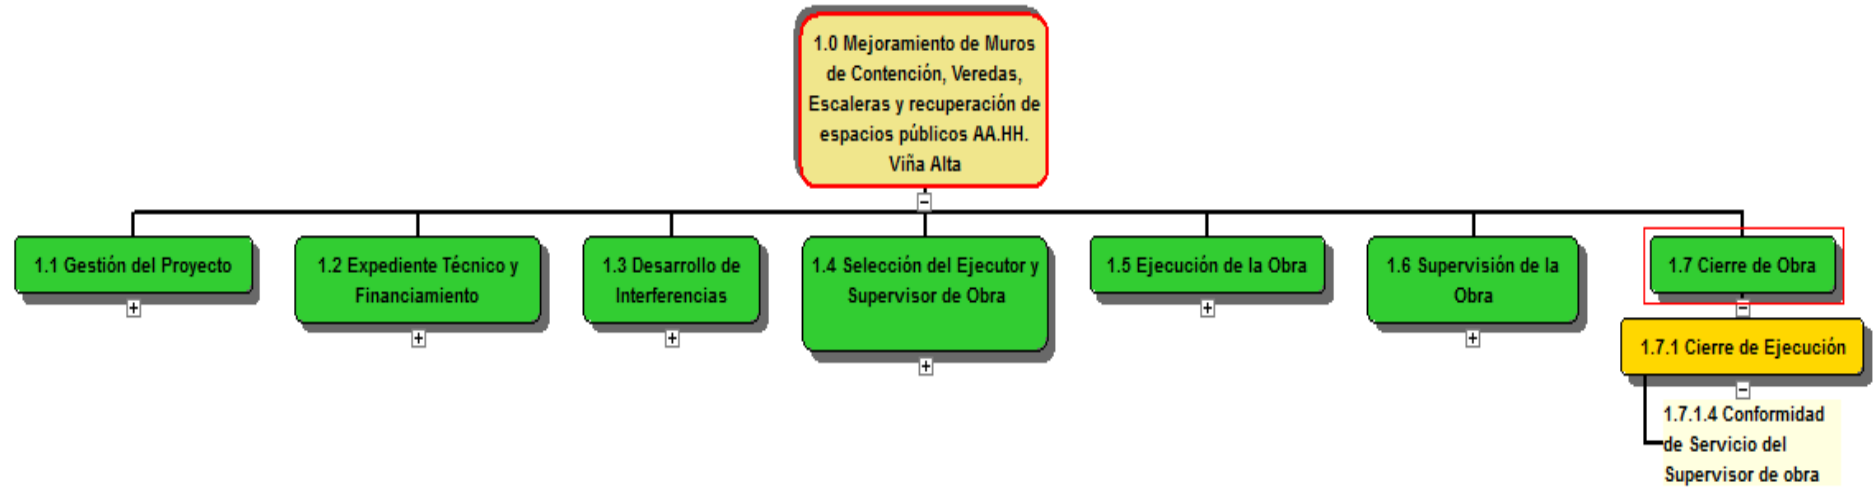 1.0 Mejoramiento de Muros
de Contención, Veredas,
Escaleras y recuperación de
espacios públicos AA.HH.
Viña Alta
1.1 Gestión del Proyecto
1.2 Expediente Técnico y
Financiamiento
1.3 Desarrollo de
Interferencias
1.4 Selección del Ejecutor y
Supervisor de Obra
1.5 Ejecución de la Obra
1.6 Supervisión de la
Obra
1.7 Cierre de Obra
1.7.1 Cierre de Ejecución
1.7.1.4 Conformidad
de Servicio del
Supervisor de obra